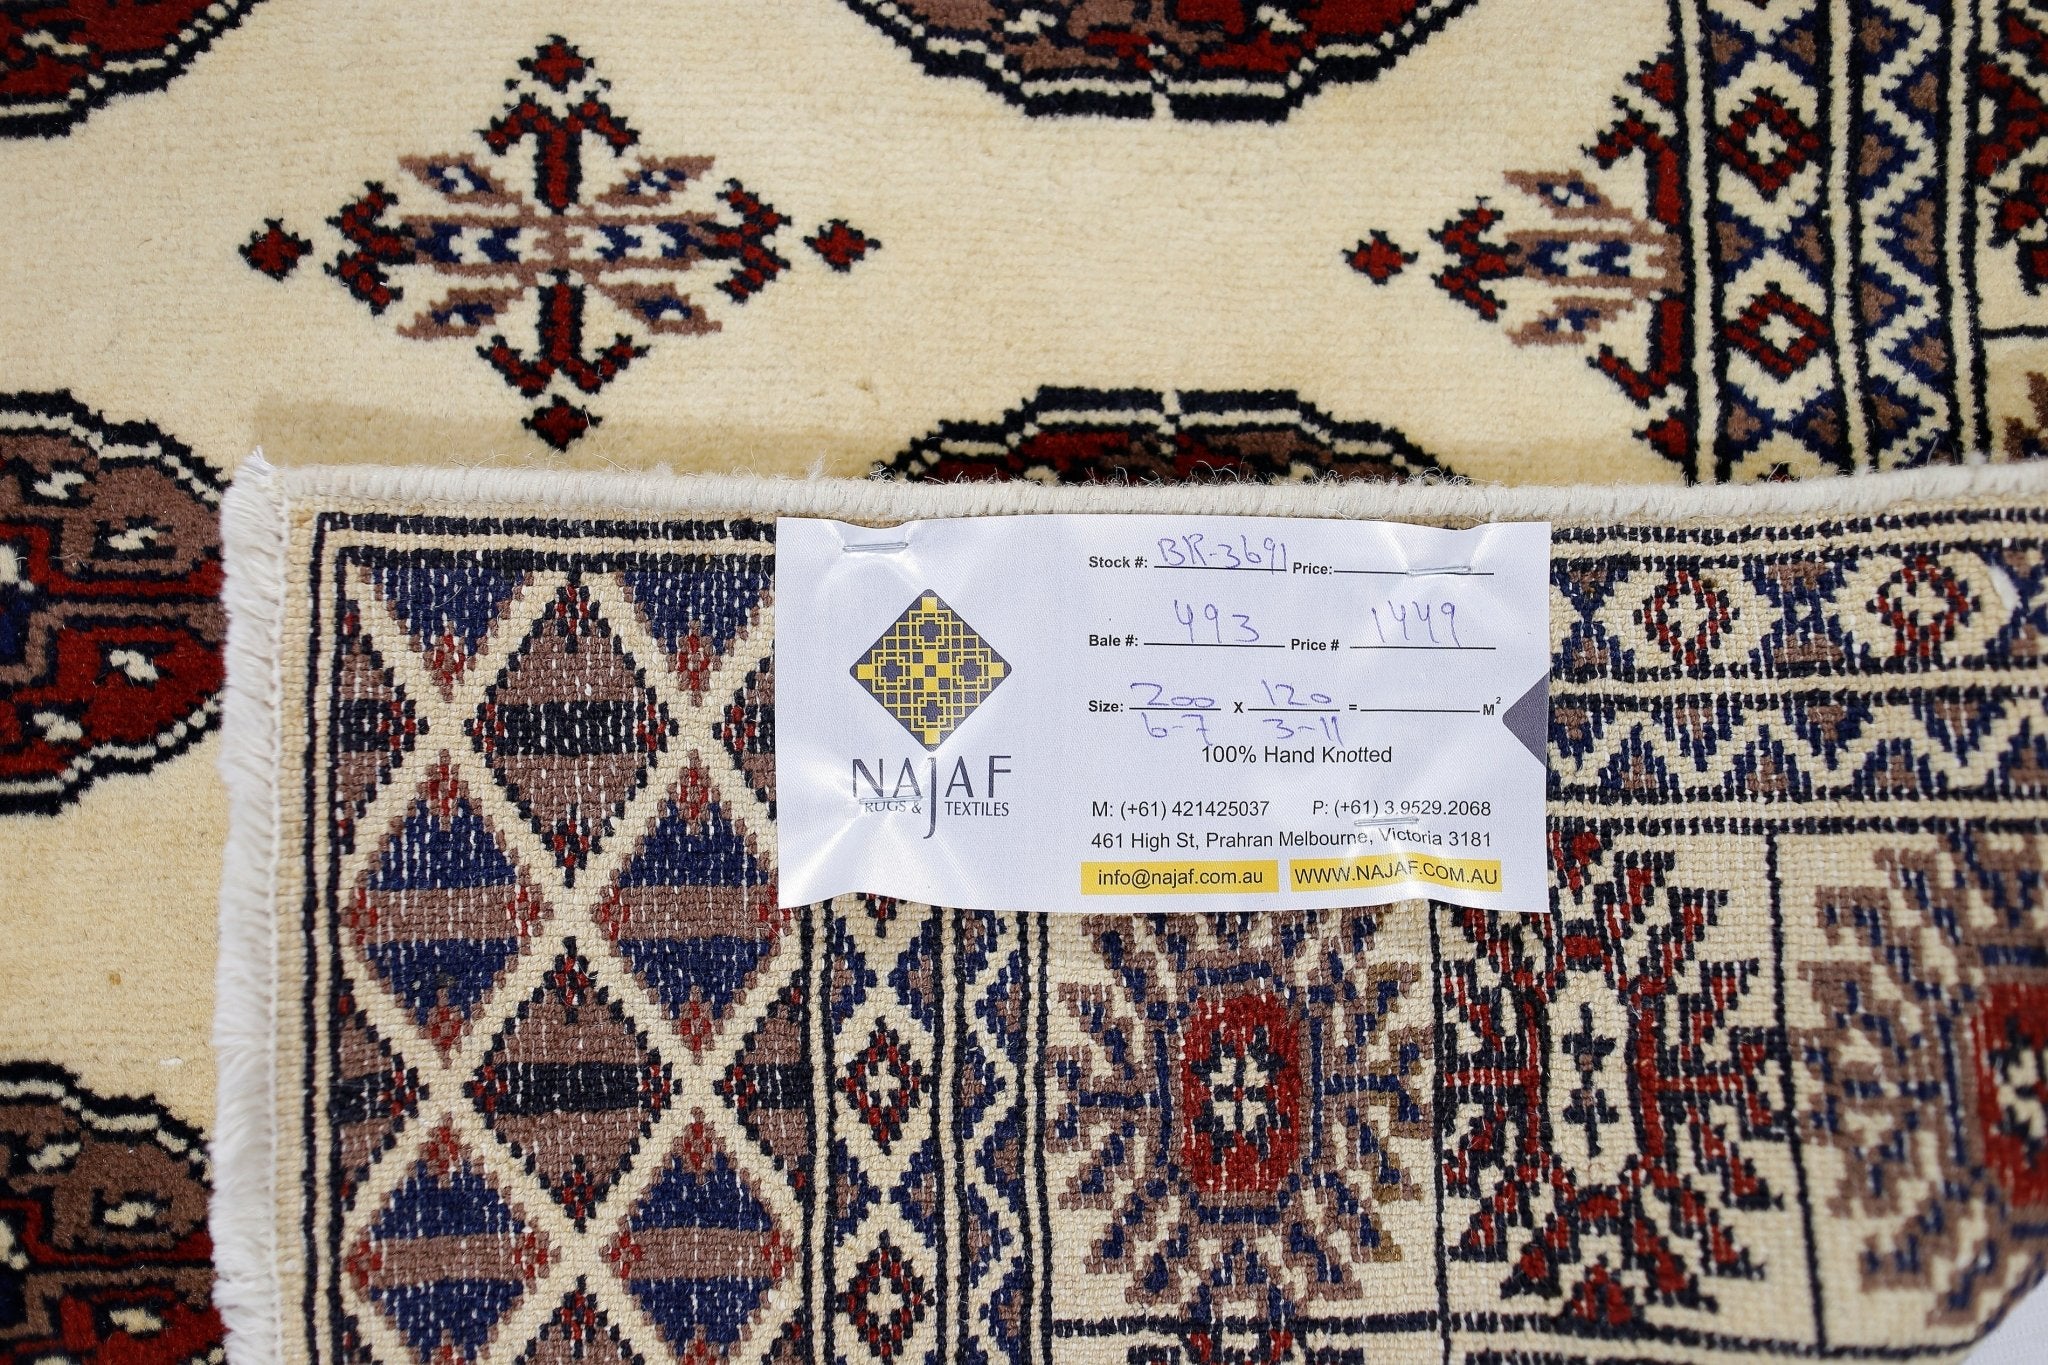 Stock #: BR-3691 Price:
Bale #: 493 Price # 1449
Size: 200 x 120 = M²
6-7 3-11
100% Hand Knotted
NAJAF
RUGS & TEXTILES
M: (+61) 421425037 P: (+61) 3.9529.2068
461 High St, Prahran Melbourne, Victoria 3181
info@najaf.com.au WWW.NAJAF.COM.AU